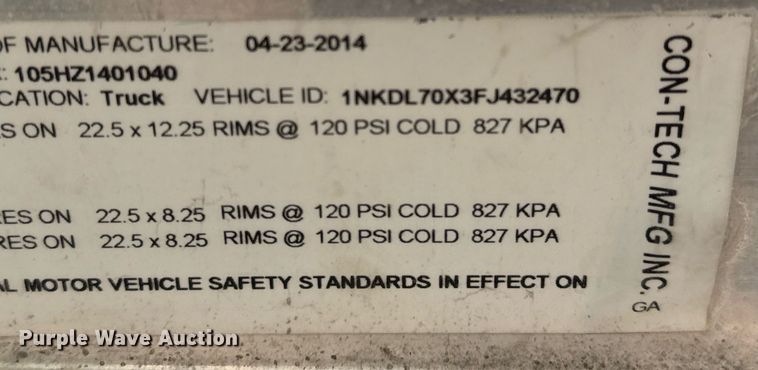 OF MANUFACTURE: 04-23-2014
: 105HZ1401040
CATION: Truck VEHICLE ID: 1NKDL70X3FJ432470
S ON 22.5 x 12.25 RIMS @ 120 PSI COLD 827 KPA
RES ON 22.5 x 8.25 RIMS @ 120 PSI COLD 827 KPA
RES ON 22.5 x 8.25 RIMS @ 120 PSI COLD 827 KPA
AL MOTOR VEHICLE SAFETY STANDARDS IN EFFECT ON
CON-TECH MFG INC.
GA
Purple Wave Auction